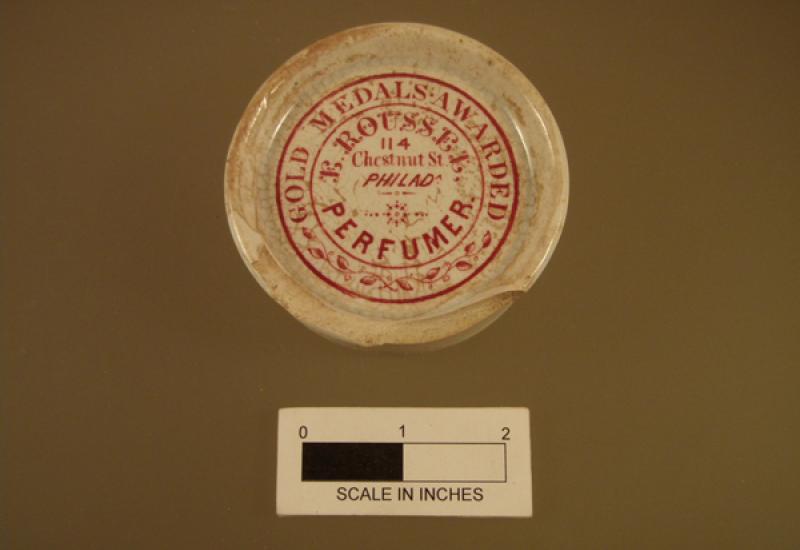 GOLD MEDALS AWARDED
E. ROUSSEL.
114
Chestnut St
PHILADᴬ
PERFUMER.
0 1 2
SCALE IN INCHES